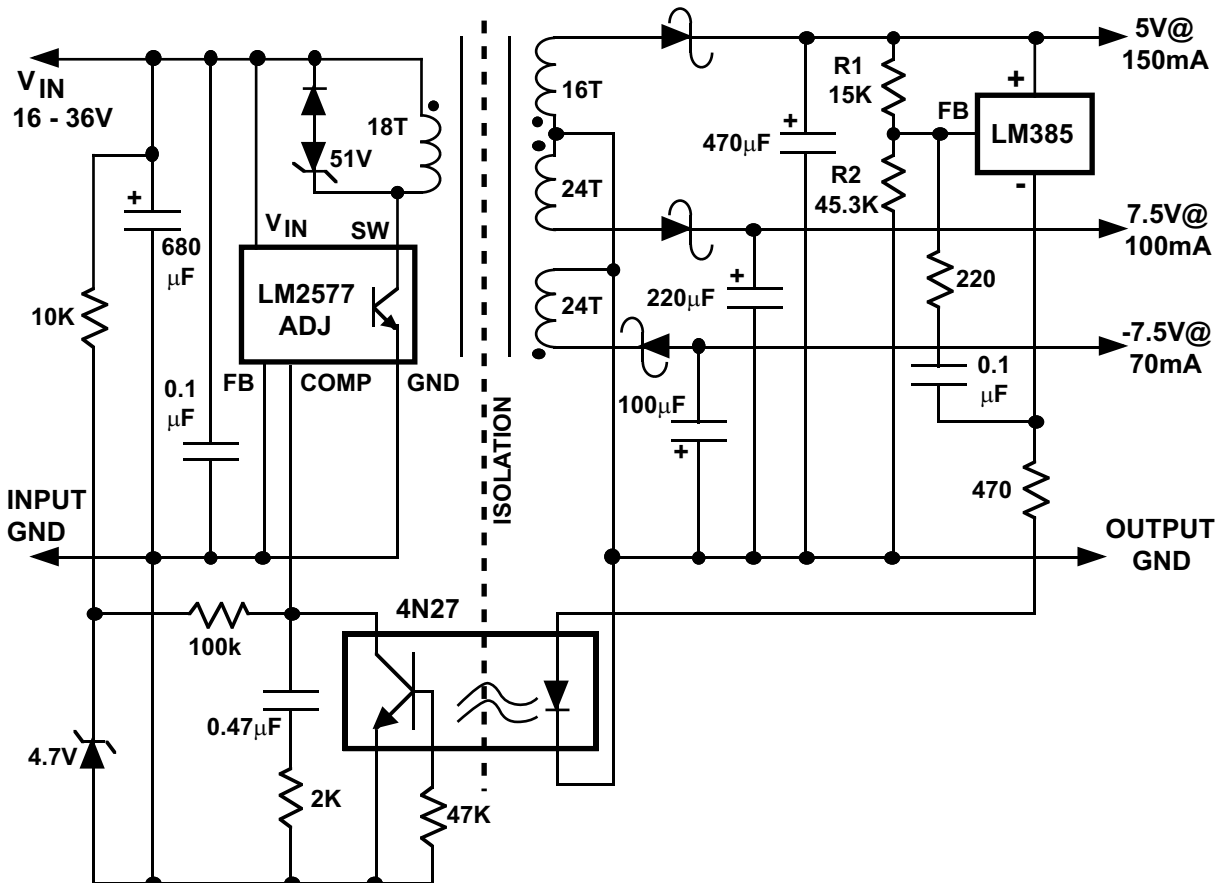 5V@
150mA
V IN
16 - 36V
18T
51V
16T
470μF
R1
15K
FB
+
LM385
-
+
680
μF
V IN
SW
24T
R2
45.3K
7.5V@
100mA
10K
LM2577
ADJ
24T
+
220μF
220
-7.5V@
70mA
FB
COMP
GND
0.1
μF
100μF
+
0.1
μF
ISOLATION
470
INPUT
GND
OUTPUT
GND
4N27
100k
0.47μF
4.7V
2K
47K
+